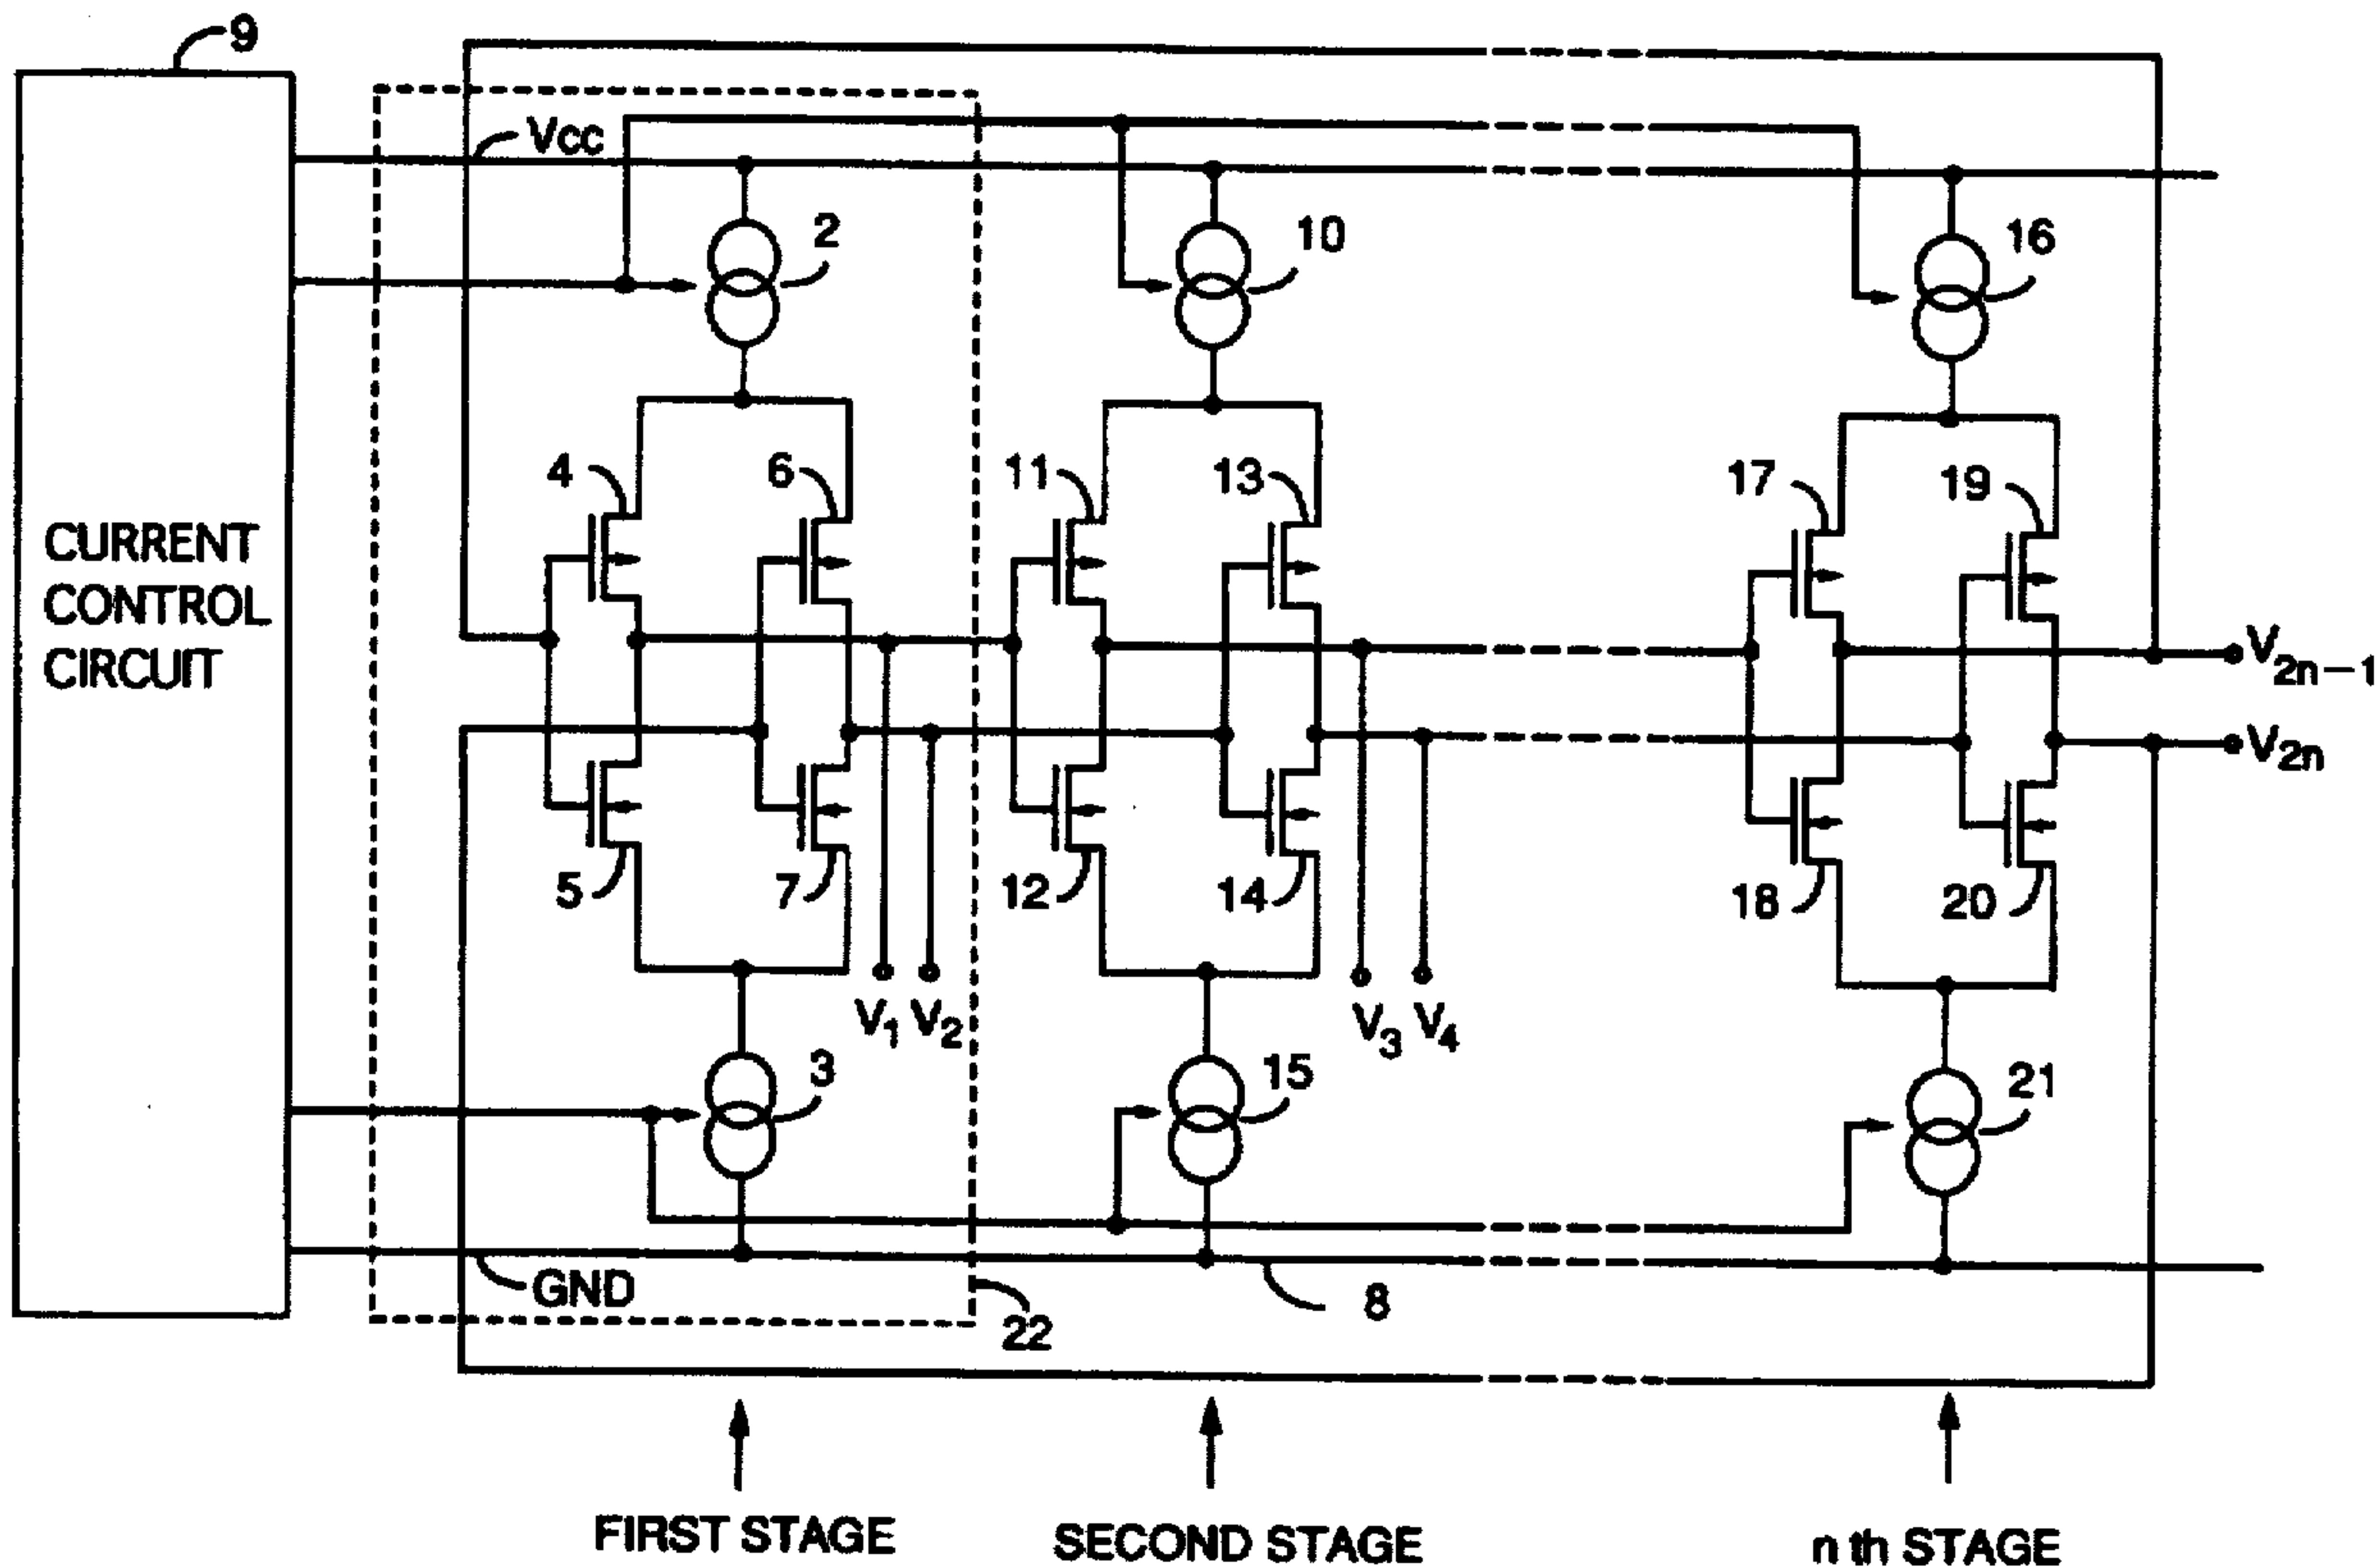 9
Vcc
2
10
16
4
6
11
13
17
19
CURRENT
CONTROL
CIRCUIT
V2n-1
V2n
5
7
12
14
18
20
V1 V2
V3 V4
3
15
21
GND
22
8
FIRST STAGE
SECOND STAGE
n th STAGE